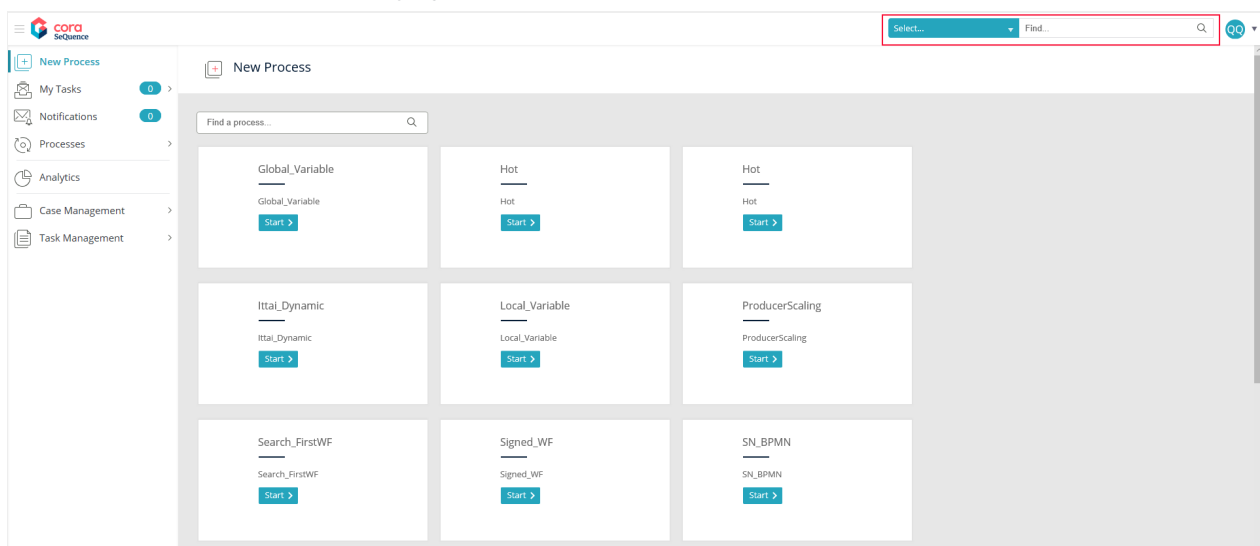 cora
SeQuence
Select...
Find...
QQ
New Process
My Tasks
0
Notifications
0
Processes
Analytics
Case Management
Task Management
New Process
Find a process...
Global_Variable
Global_Variable
Start
Hot
Hot
Start
Hot
Hot
Start
Ittai_Dynamic
Ittai_Dynamic
Start
Local_Variable
Local_Variable
Start
ProducerScaling
ProducerScaling
Start
Search_FirstWF
Search_FirstWF
Start
Signed_WF
Signed_WF
Start
SN_BPMN
SN_BPMN
Start